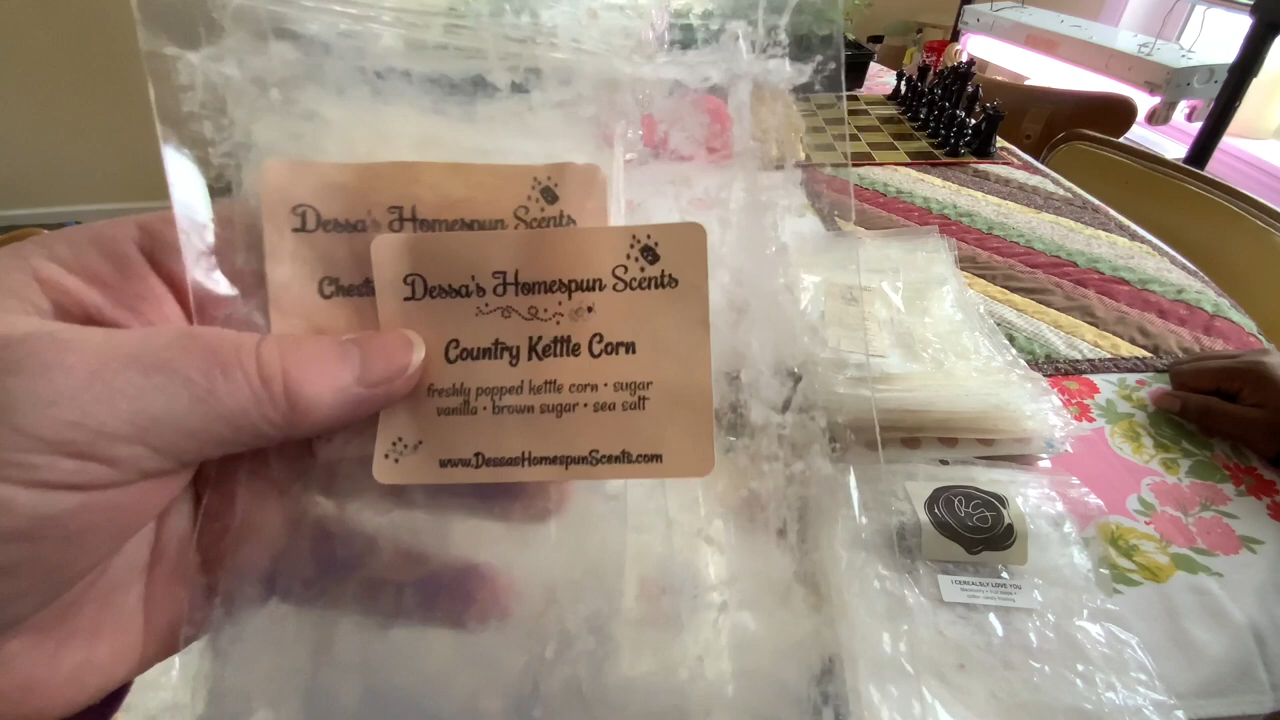 Dessa's Homespun Scents
Dessa's Homespun Scents
Country Kettle Corn
freshly popped kettle corn • sugar
vanilla • brown sugar • sea salt
www.DessasHomespunScents.com
RG
I CEREALSLY LOVE YOU